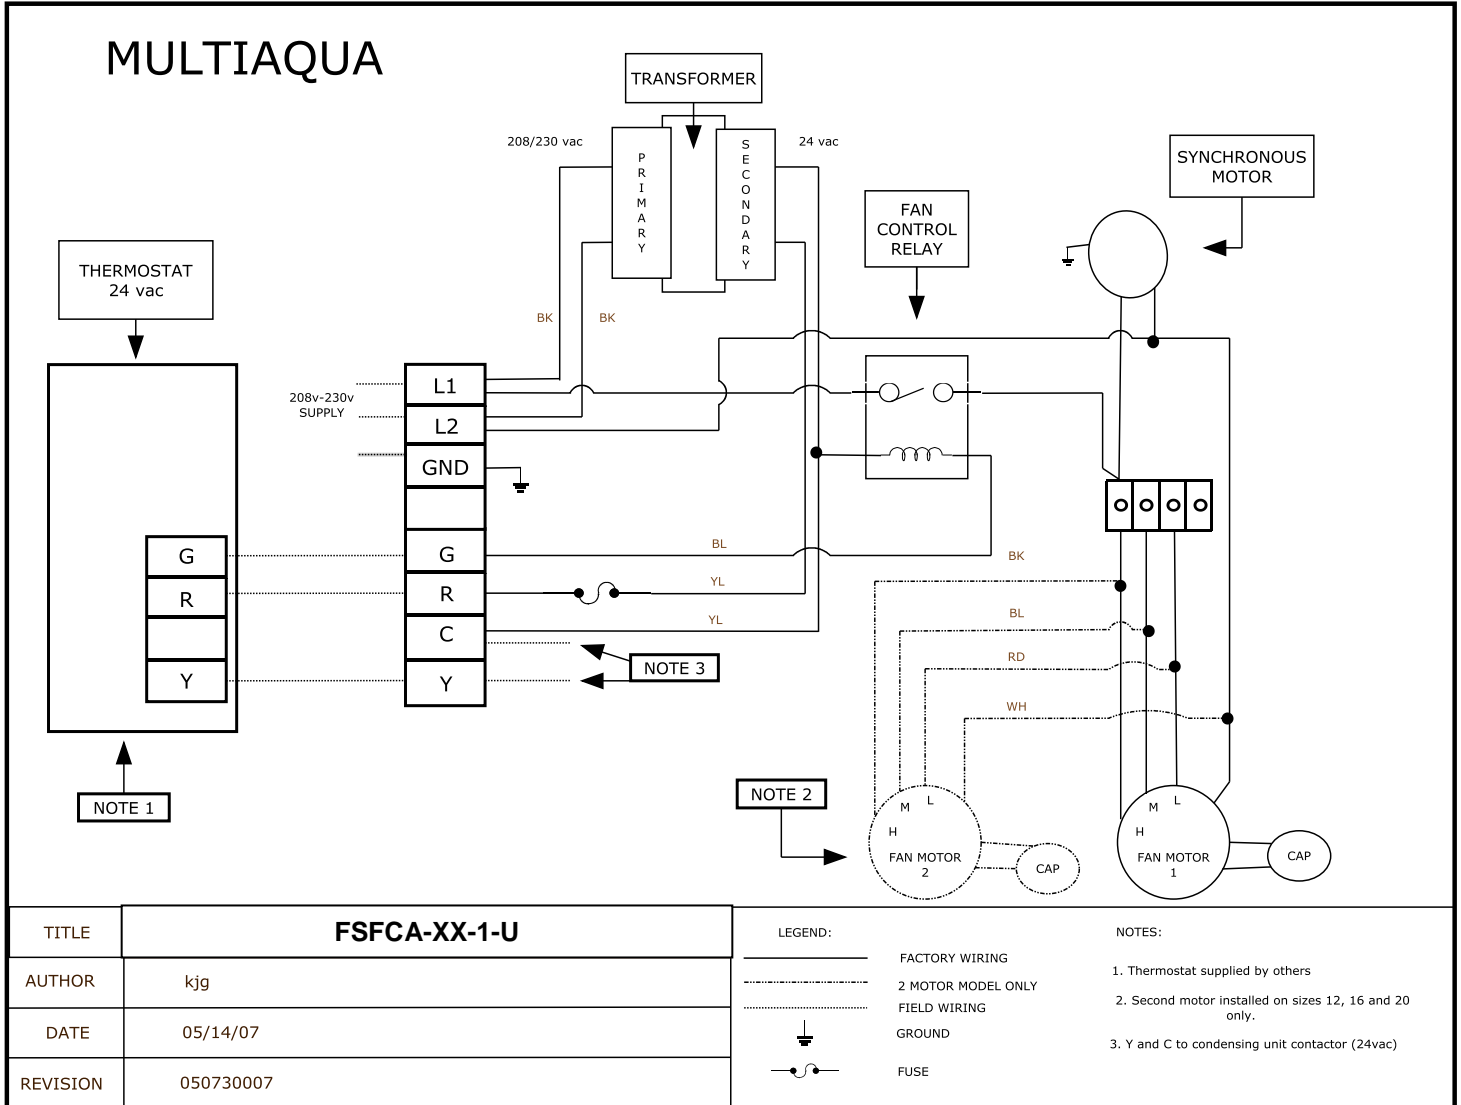 MULTIAQUA
TRANSFORMER
208/230 vac
PRIMARY
SECONDARY
24 vac
SYNCHRONOUS
MOTOR
FAN
CONTROL
RELAY
THERMOSTAT
24 vac
BK
BK
208v-230v
SUPPLY
L1
L2
GND
G
R
C
Y
G
R
Y
BL
YL
YL
NOTE 3
BK
BL
RD
WH
NOTE 1
NOTE 2
M
L
H
FAN MOTOR
2
CAP
M
L
H
FAN MOTOR
1
CAP
TITLE
FSFCA-XX-1-U
AUTHOR
kjg
DATE
05/14/07
REVISION
050730007
LEGEND:
FACTORY WIRING
2 MOTOR MODEL ONLY
FIELD WIRING
GROUND
FUSE
NOTES:
1. Thermostat supplied by others
2. Second motor installed on sizes 12, 16 and 20
only.
3. Y and C to condensing unit contactor (24vac)